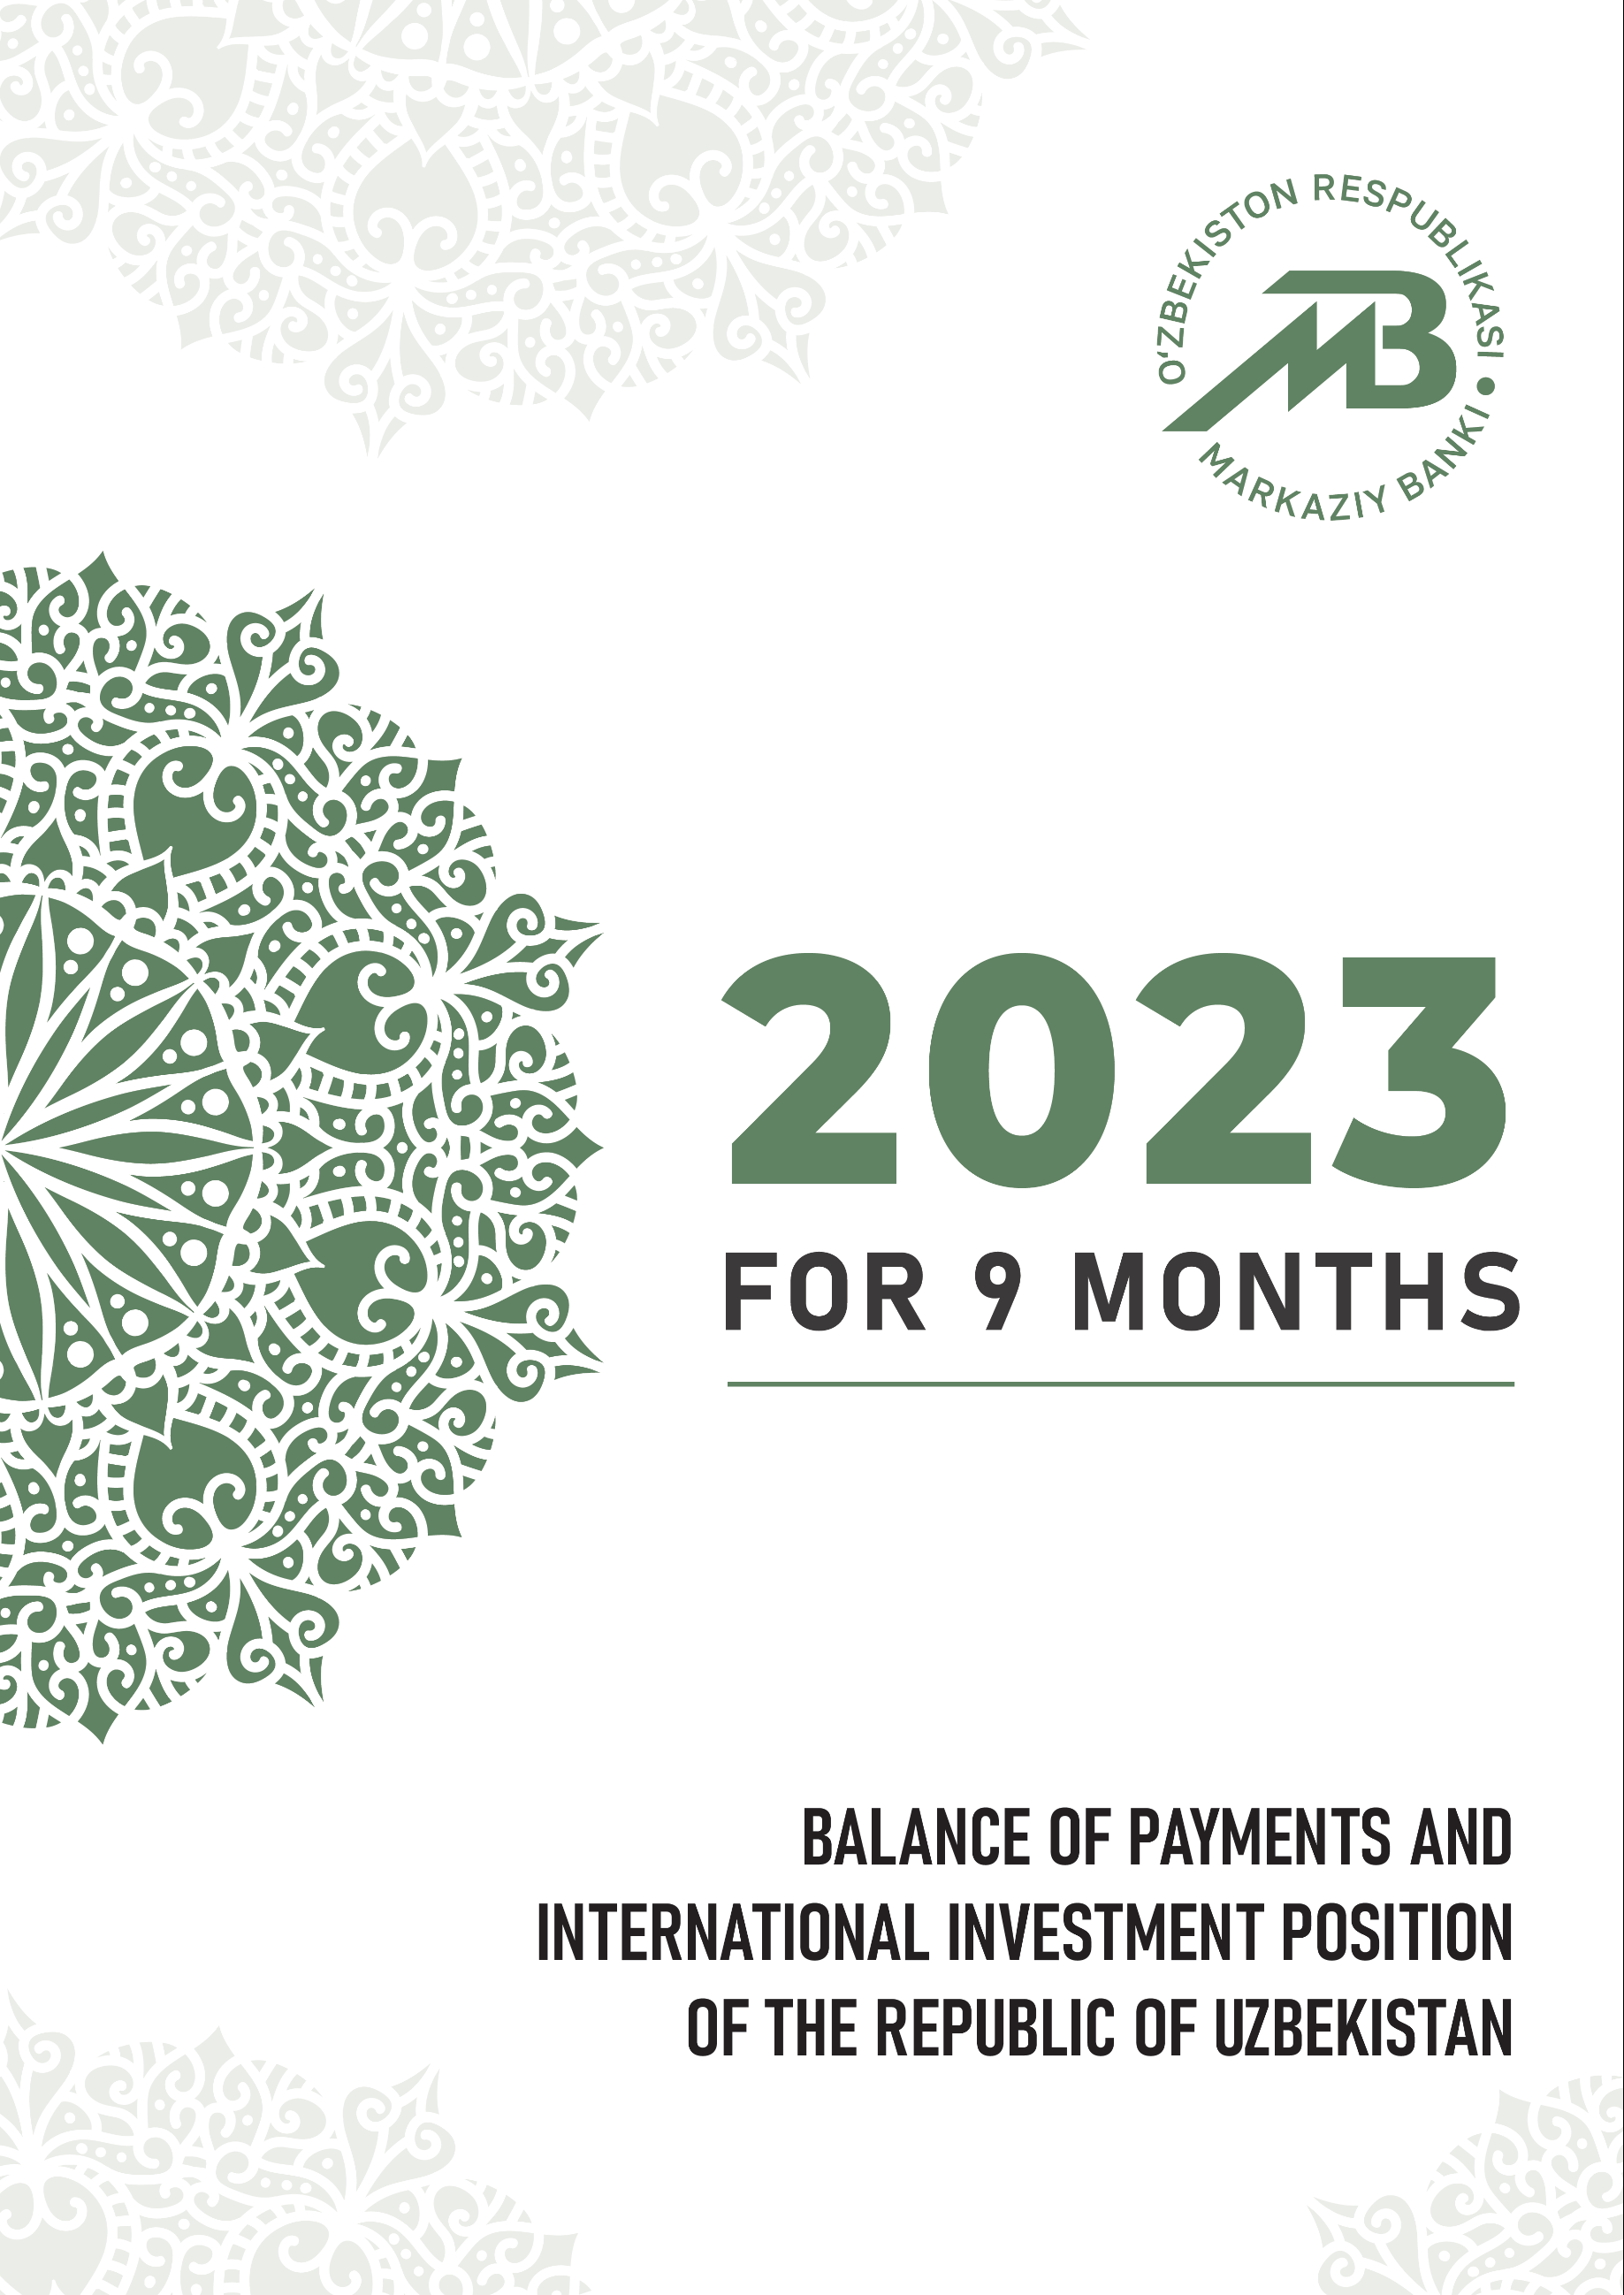 O‘ZBEKISTON RESPUBLIKASI •
MARKAZIY BANKI
MB
2023
FOR 9 MONTHS
BALANCE OF PAYMENTS AND
INTERNATIONAL INVESTMENT POSITION
OF THE REPUBLIC OF UZBEKISTAN